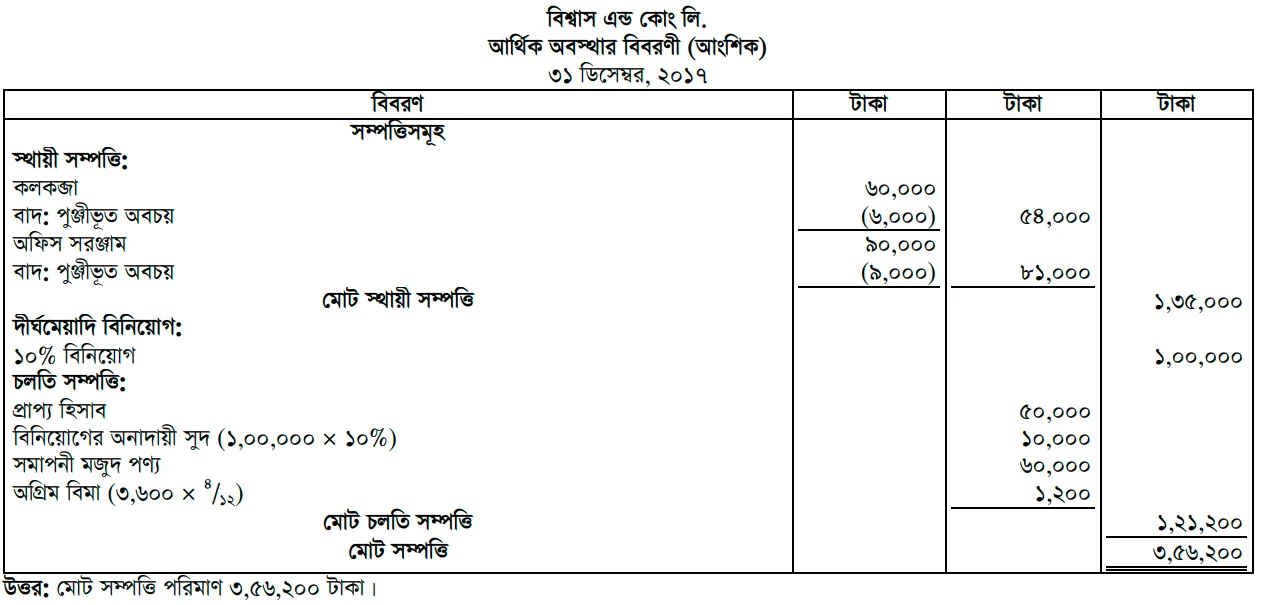 বিশ্বাস এন্ড কোং লি.
আর্থিক অবস্থার বিবরণী (আংশিক)
৩১ ডিসেম্বর, ২০১৭
বিবরণ টাকা টাকা টাকা
সম্পত্তিসমূহ
স্থায়ী সম্পত্তি:
কলকব্জা ৬০,০০০
বাদ: পুঞ্জীভূত অবচয় (৬,০০০) ৫৪,০০০
অফিস সরঞ্জাম ৯০,০০০
বাদ: পুঞ্জীভূত অবচয় (৯,০০০) ৮১,০০০
মোট স্থায়ী সম্পত্তি ১,৩৫,০০০
দীর্ঘমেয়াদি বিনিয়োগ:
১০% বিনিয়োগ ১,০০,০০০
চলতি সম্পত্তি:
প্রাপ্য হিসাব ৫০,০০০
বিনিয়োগের অনাদায়ী সুদ (১,০০,০০০ × ১০%) ১০,০০০
সমাপনী মজুদ পণ্য ৬০,০০০
অগ্রিম বিমা (৩,৬০০ × ৪/১২) ১,২০০
মোট চলতি সম্পত্তি ১,২১,২০০
মোট সম্পত্তি ৩,৫৬,২০০
উত্তর: মোট সম্পত্তি পরিমাণ ৩,৫৬,২০০ টাকা।